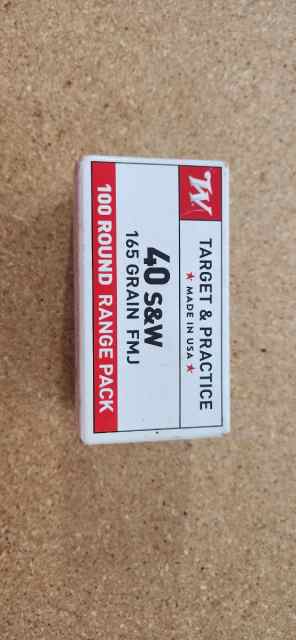 W
TARGET & PRACTICE
★ MADE IN USA ★
40 S&W
165 GRAIN FMJ
100 ROUND RANGE PACK